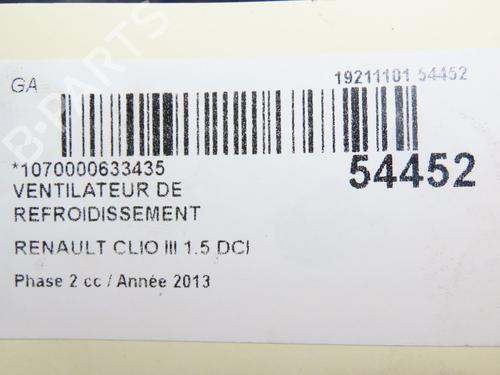 B-PARTS
GA
19211101 54452
*1070000633435
54452
VENTILATEUR DE
REFROIDISSEMENT
RENAULT CLIO III 1.5 DCI
Phase 2 cc / Année 2013